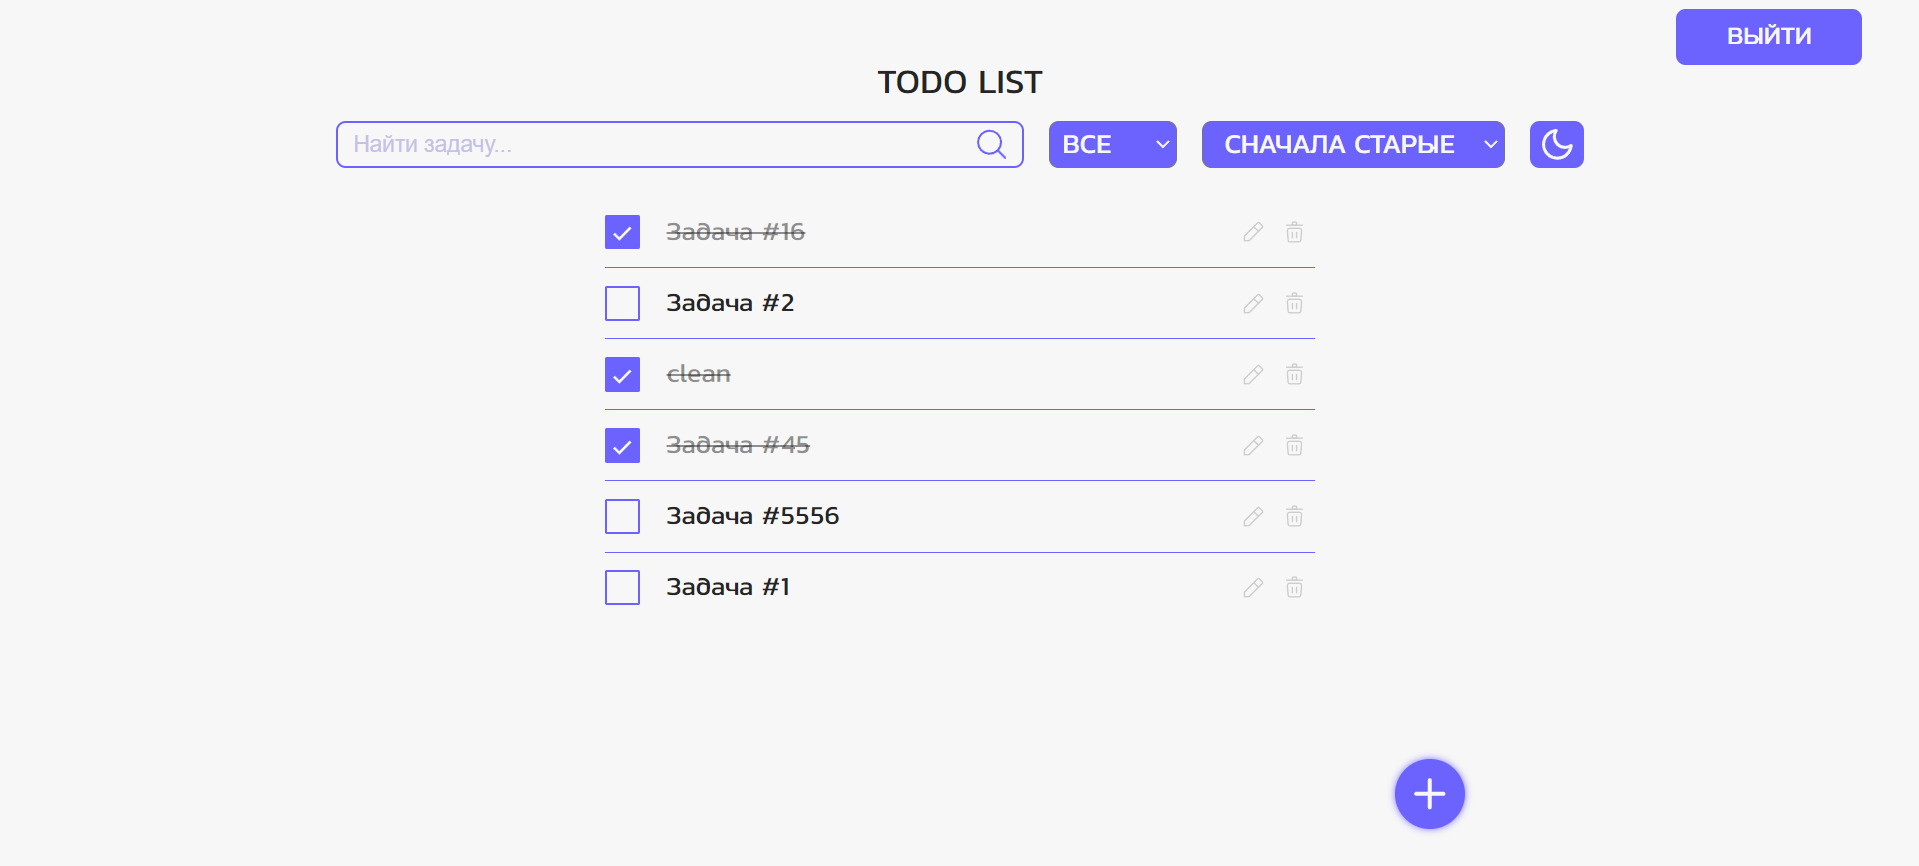 ВЫЙТИ
TODO LIST
Найти задачу...
ВСЕ
СНАЧАЛА СТАРЫЕ
Задача #16
Задача #2
clean
Задача #45
Задача #5556
Задача #1